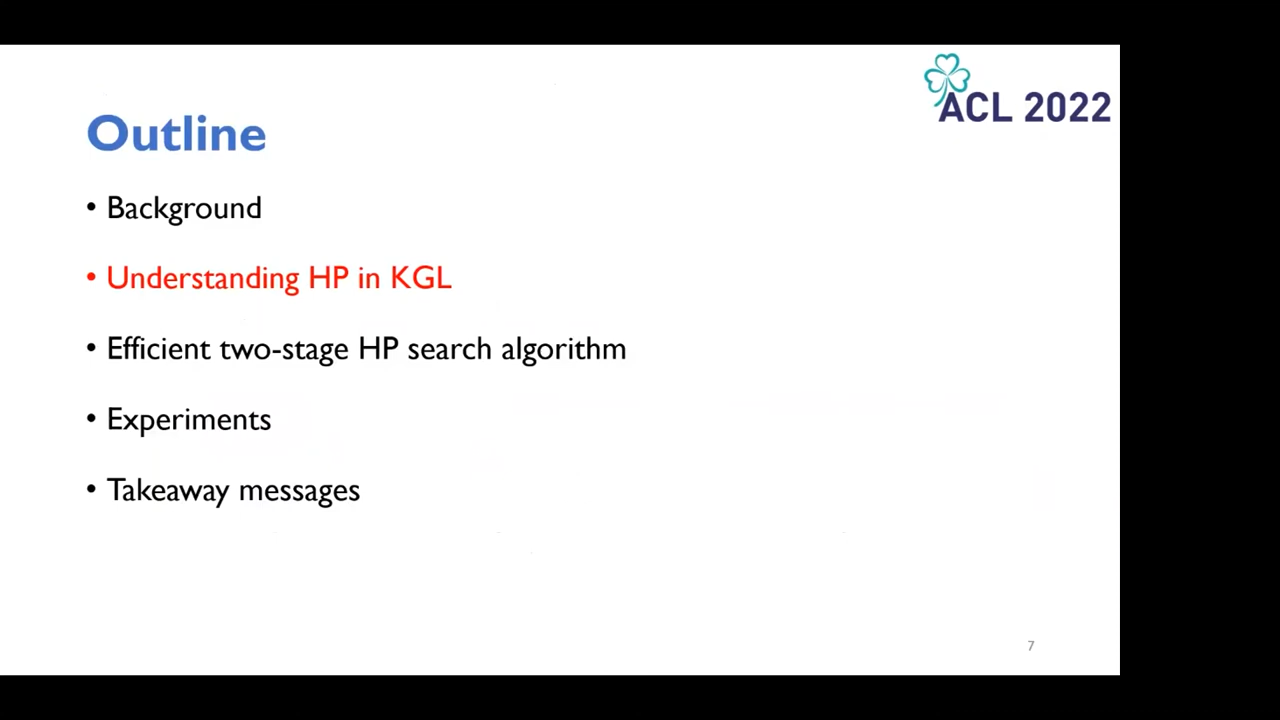 ACL 2022
Outline
• Background
• Understanding HP in KGL
• Efficient two-stage HP search algorithm
• Experiments
• Takeaway messages
7